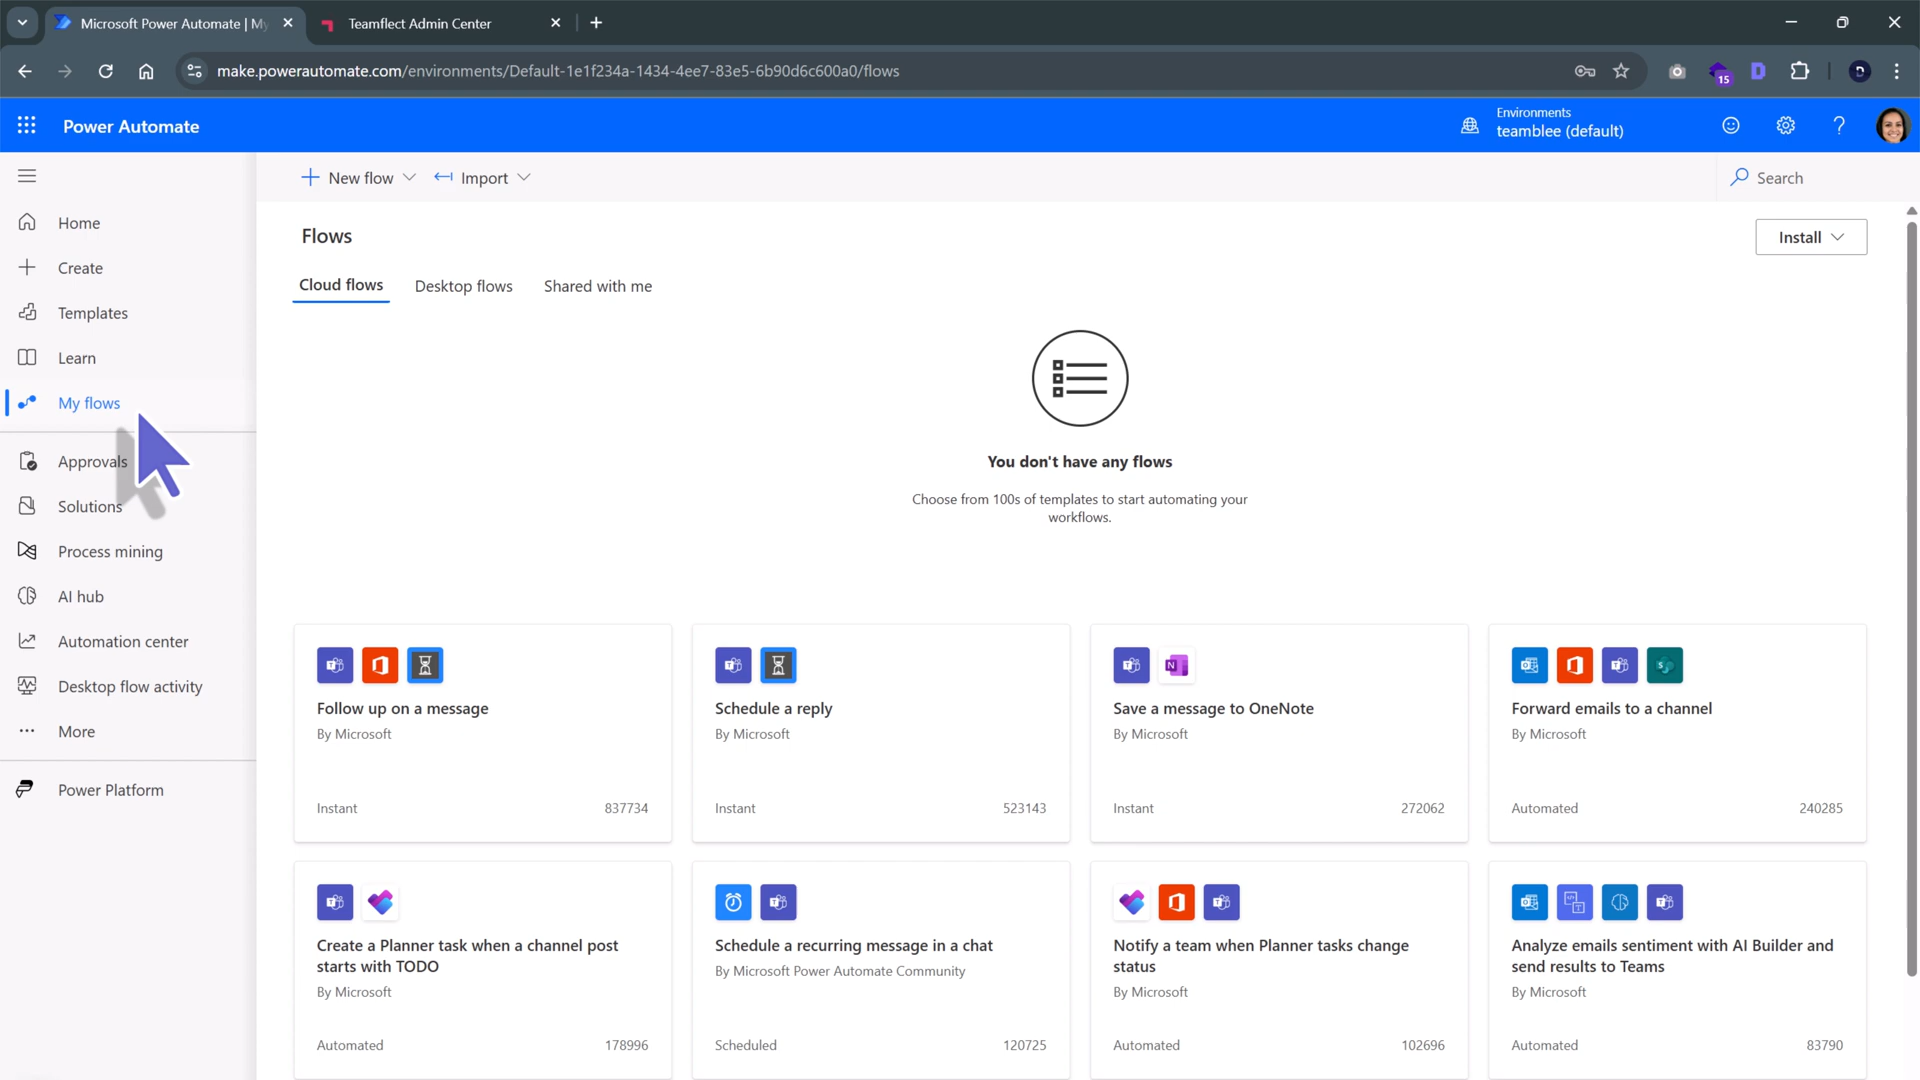 Microsoft Power Automate | My
Teamflect Admin Center
make.powerautomate.com/environments/Default-1e1f234a-1434-4ee7-83e5-6b90d6c600a0/flows
15
D
D
Power Automate
Environments
teamblee (default)
New flow
Import
Search
Home
Create
Templates
Learn
My flows
Approvals
Solutions
Process mining
AI hub
Automation center
Desktop flow activity
More
Power Platform
Flows
Install
Cloud flows
Desktop flows
Shared with me
You don't have any flows
Choose from 100s of templates to start automating your
workflows.
Follow up on a message
By Microsoft
Instant
837734
Schedule a reply
By Microsoft
Instant
523143
Save a message to OneNote
By Microsoft
Instant
272062
Forward emails to a channel
By Microsoft
Automated
240285
Create a Planner task when a channel post
starts with TODO
By Microsoft
Automated
178996
Schedule a recurring message in a chat
By Microsoft Power Automate Community
Scheduled
120725
Notify a team when Planner tasks change
status
By Microsoft
Automated
102696
Analyze emails sentiment with AI Builder and
send results to Teams
By Microsoft
Automated
83790